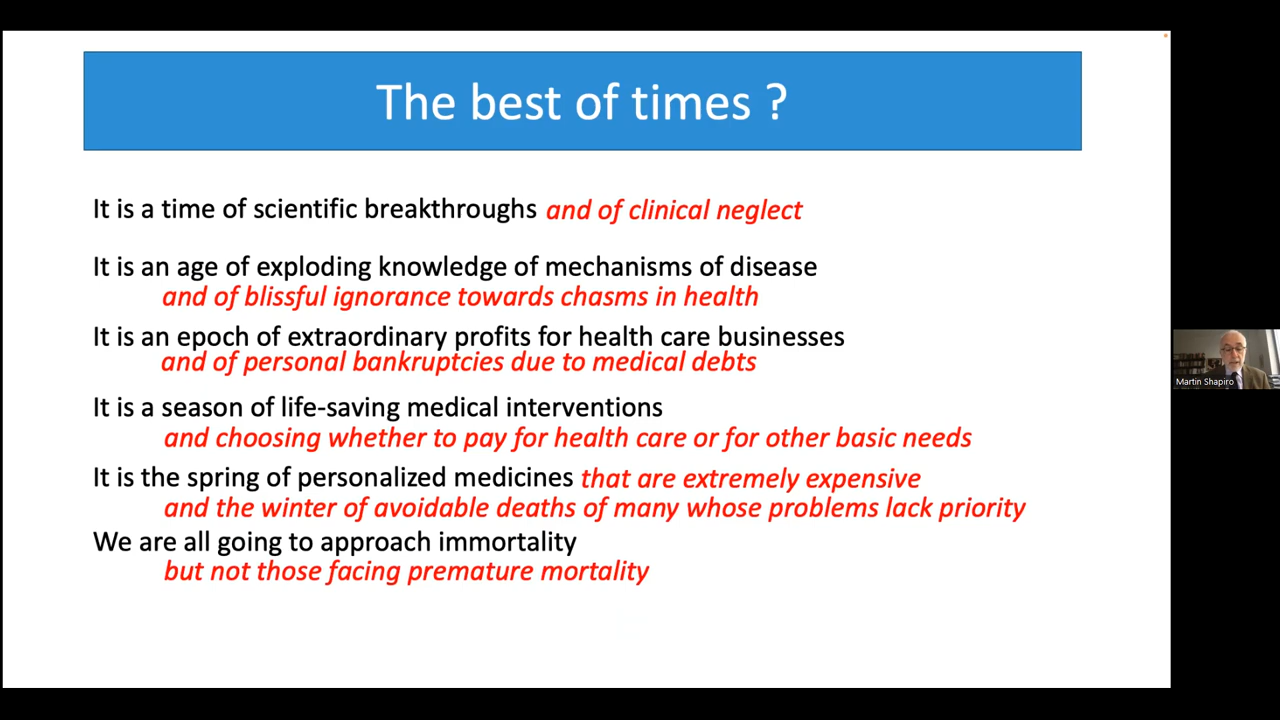 The best of times ?
It is a time of scientific breakthroughs and of clinical neglect
It is an age of exploding knowledge of mechanisms of disease
and of blissful ignorance towards chasms in health
It is an epoch of extraordinary profits for health care businesses
and of personal bankruptcies due to medical debts
It is a season of life-saving medical interventions
and choosing whether to pay for health care or for other basic needs
It is the spring of personalized medicines that are extremely expensive
and the winter of avoidable deaths of many whose problems lack priority
We are all going to approach immortality
but not those facing premature mortality
Martin Shapiro